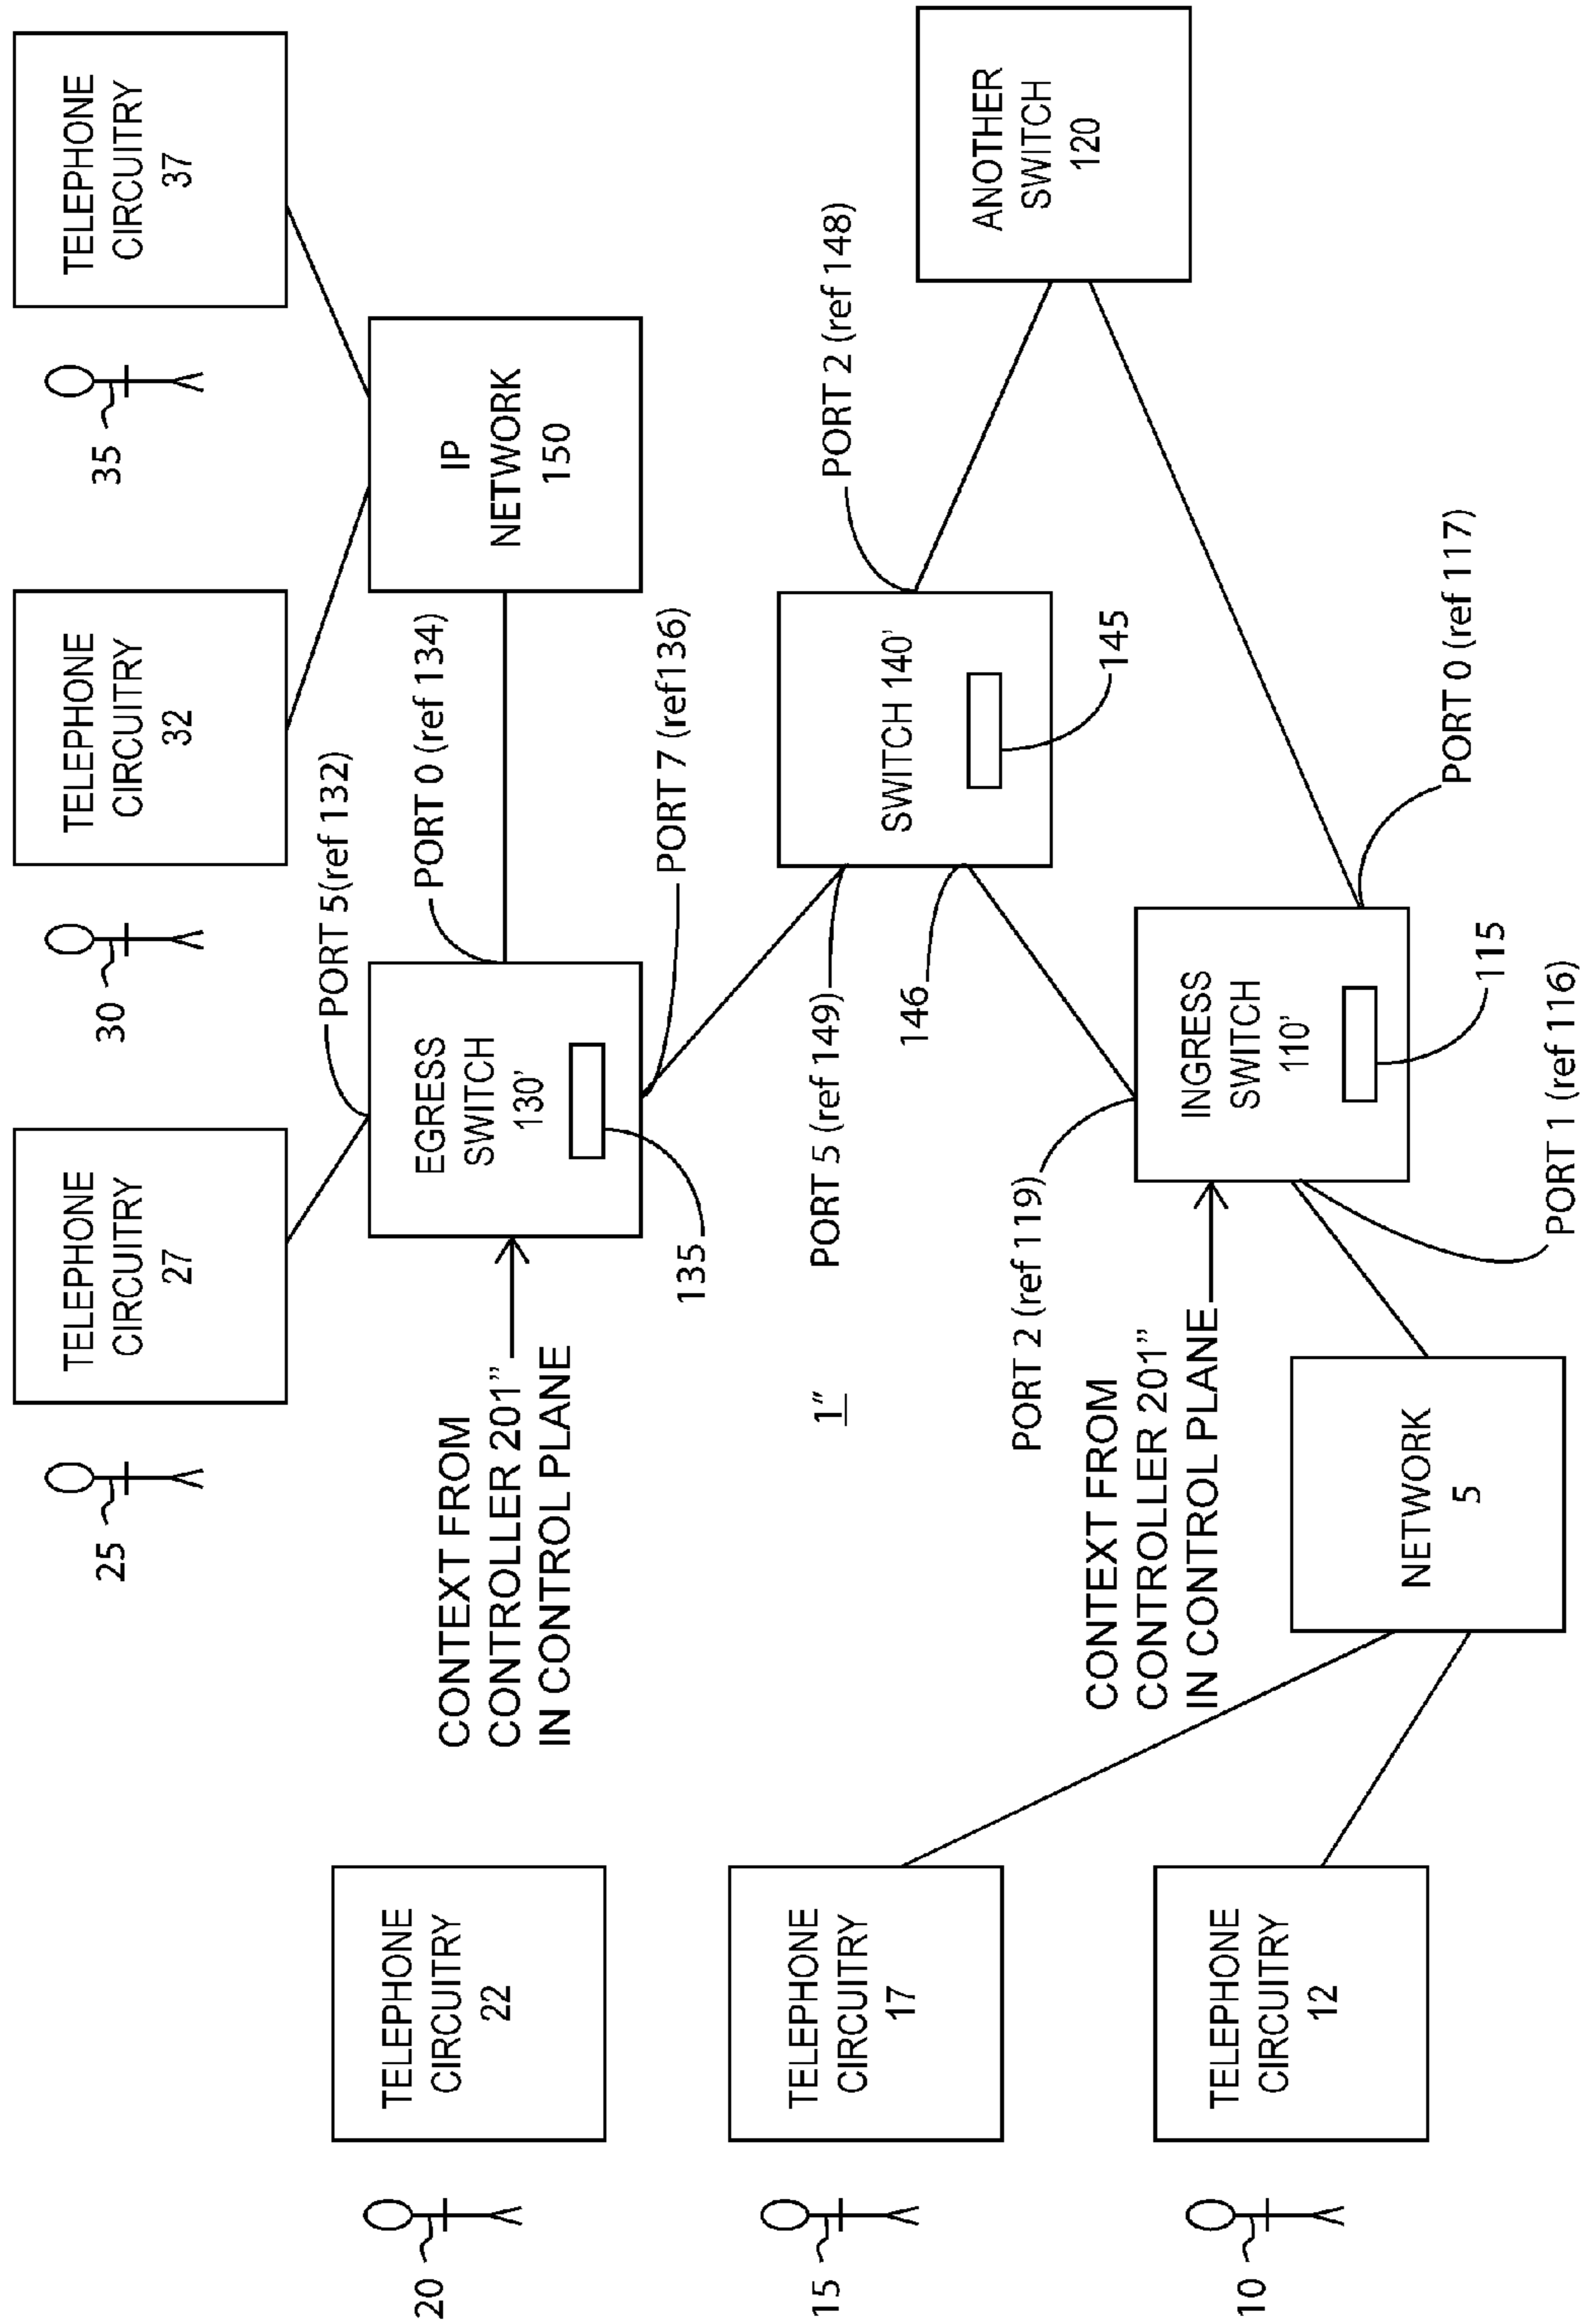 25
TELEPHONE
CIRCUITRY
27
30
TELEPHONE
CIRCUITRY
32
35
TELEPHONE
CIRCUITRY
37
PORT 5(ref 132)
20
TELEPHONE
CIRCUITRY
22
CONTEXT FROM
CONTROLLER 201”
IN CONTROL PLANE
EGRESS
SWITCH
130’
135
PORT 0 (ref 134)
IP
NETWORK
150
PORT 7 (ref136)
1”
PORT 5 (ref 149)
146
SWITCH 140’
145
PORT 2 (ref 148)
ANOTHER
SWITCH
120
15
TELEPHONE
CIRCUITRY
17
PORT 2 (ref 119)
CONTEXT FROM
CONTROLLER 201”
IN CONTROL PLANE
INGRESS
SWITCH
110’
115
PORT 0 (ref 117)
PORT 1 (ref 116)
10
TELEPHONE
CIRCUITRY
12
NETWORK
5